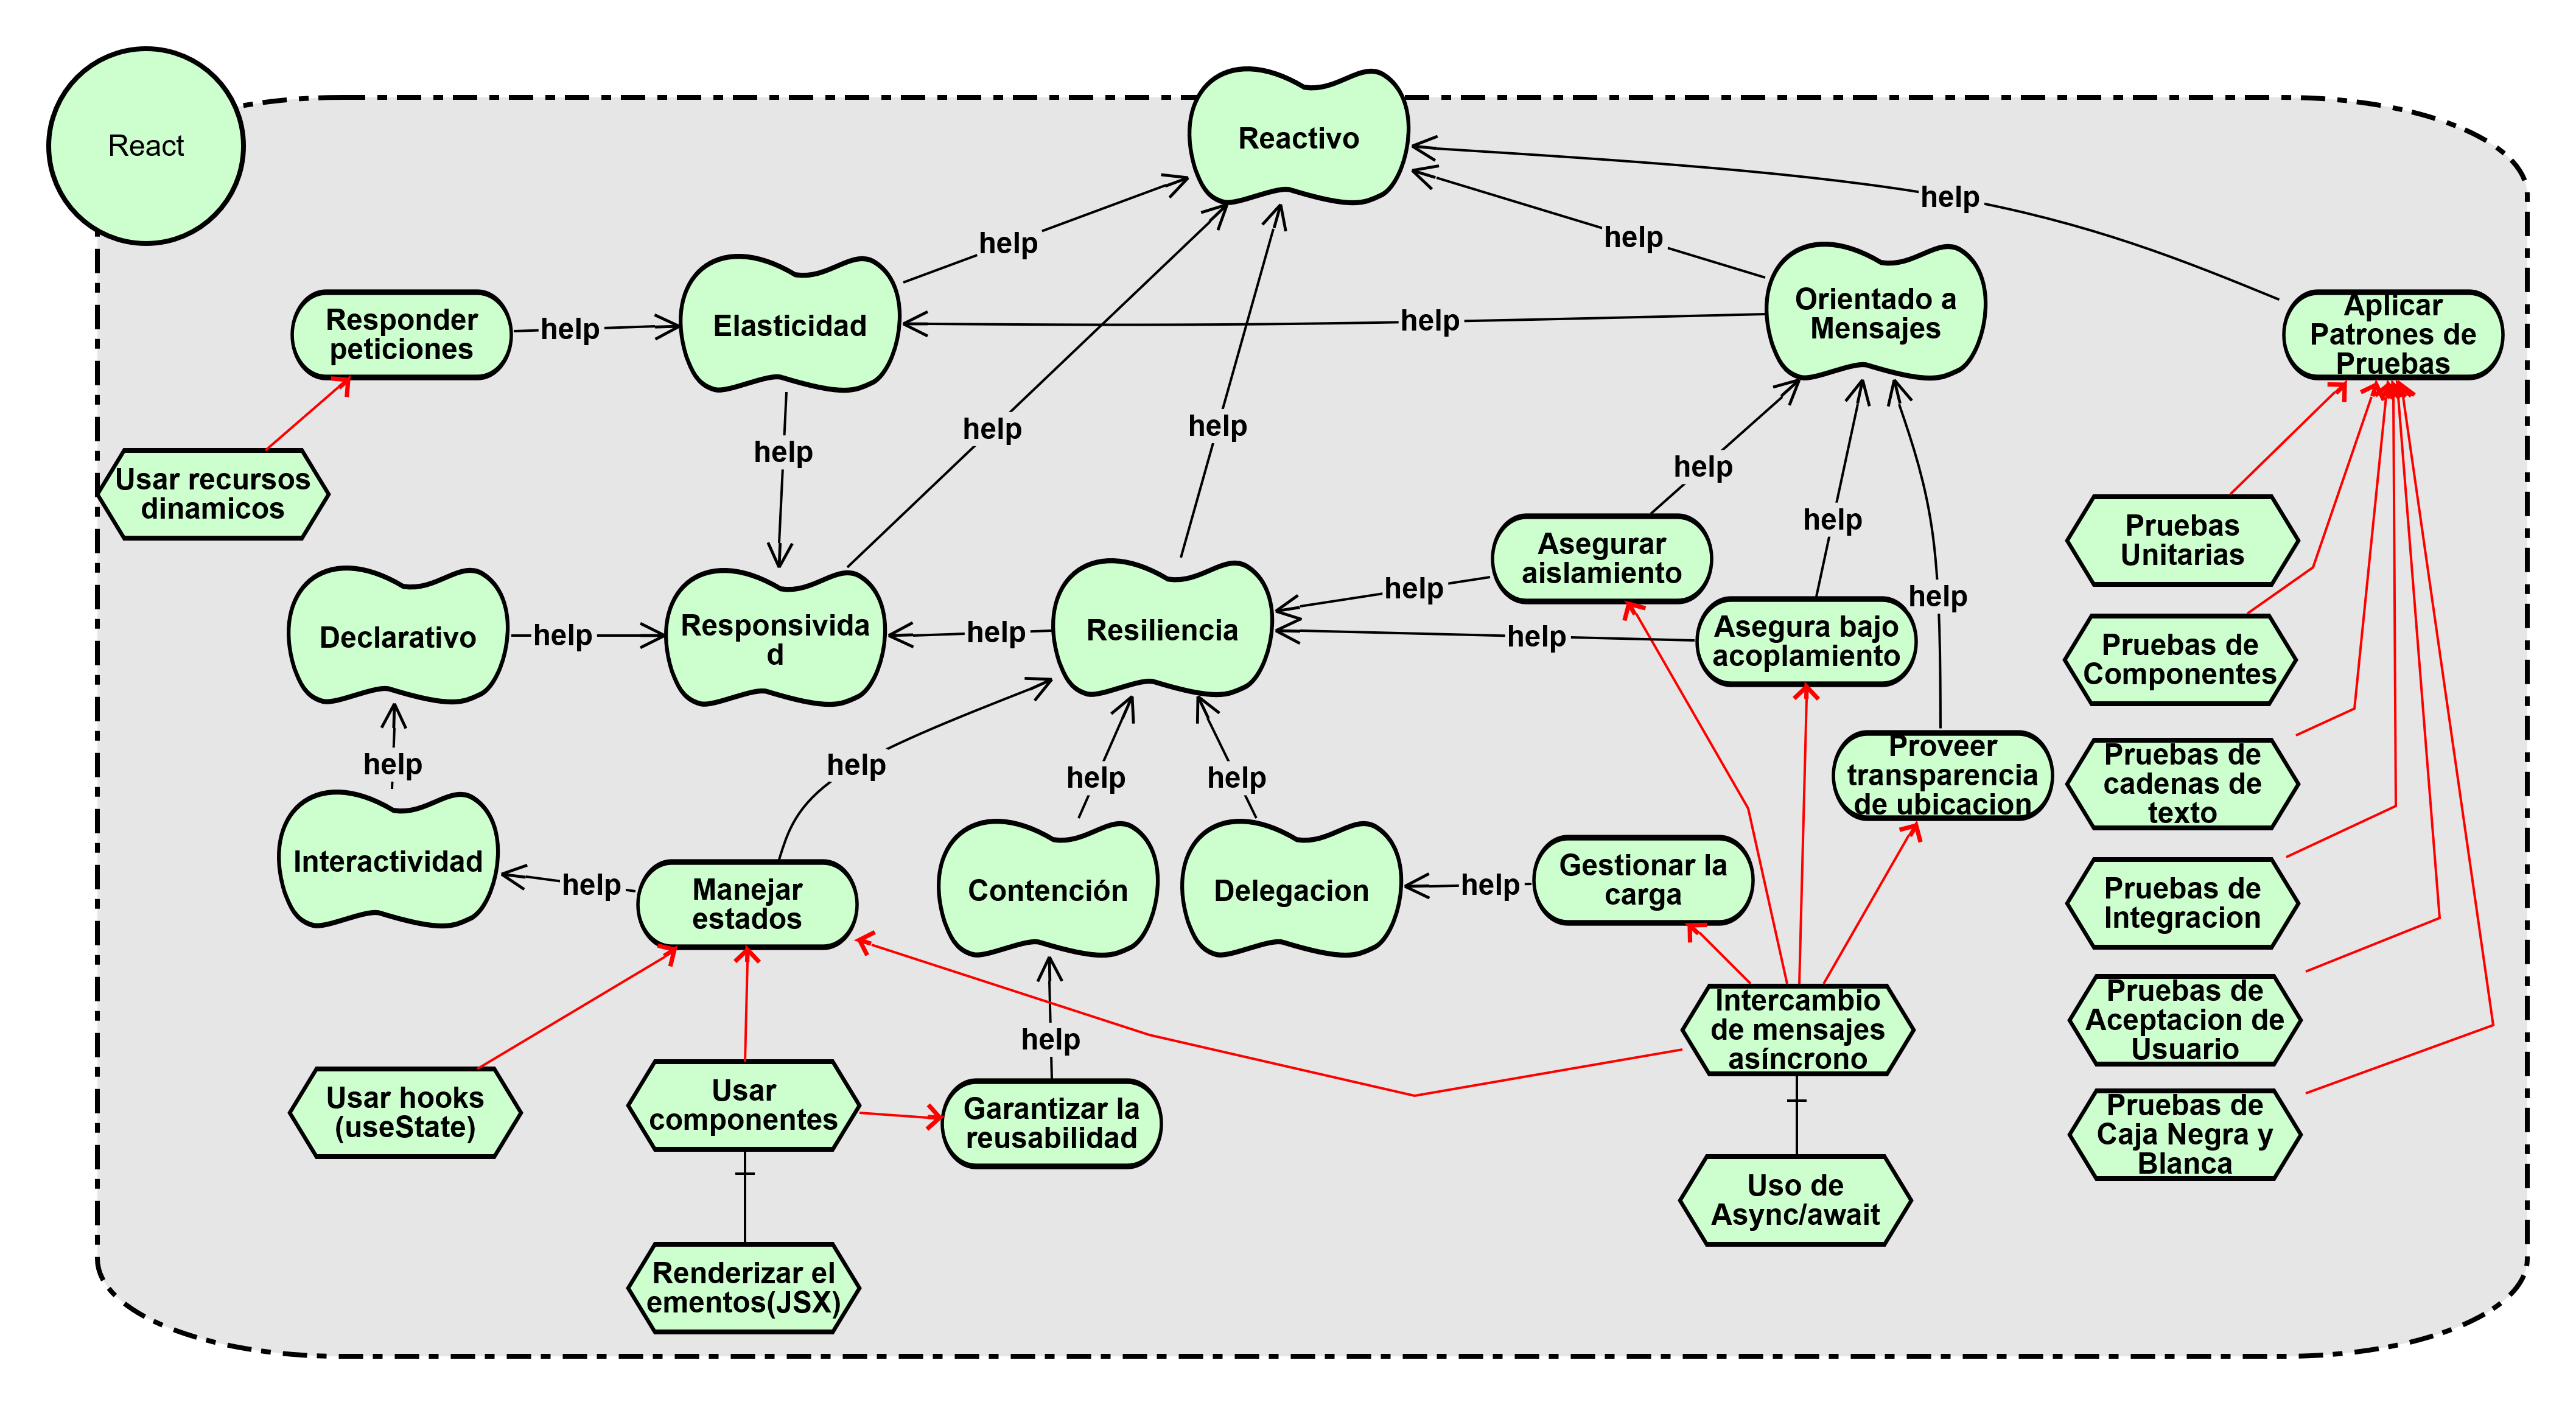 React
Reactivo
help
help
help
Orientado a
Mensajes
Aplicar
Patrones de
Pruebas
Responder
peticiones
help
Elasticidad
help
help
help
help
help
Usar recursos
dinamicos
help
Pruebas
Unitarias
Asegurar
aislamiento
help
help
Declarativo
help
Responsivida
d
help
Resiliencia
help
Asegura bajo
acoplamiento
Pruebas de
Componentes
help
help
help
help
Proveer
transparencia
de ubicacion
Pruebas de
cadenas de
texto
Interactividad
help
Manejar
estados
Contención
Delegacion
help
Gestionar la
carga
Pruebas de
Integracion
help
Intercambio
de mensajes
asíncrono
Pruebas de
Aceptacion de
Usuario
Usar hooks
(useState)
Usar
componentes
Garantizar la
reusabilidad
Pruebas de
Caja Negra y
Blanca
Uso de
Async/await
Renderizar el
ementos(JSX)